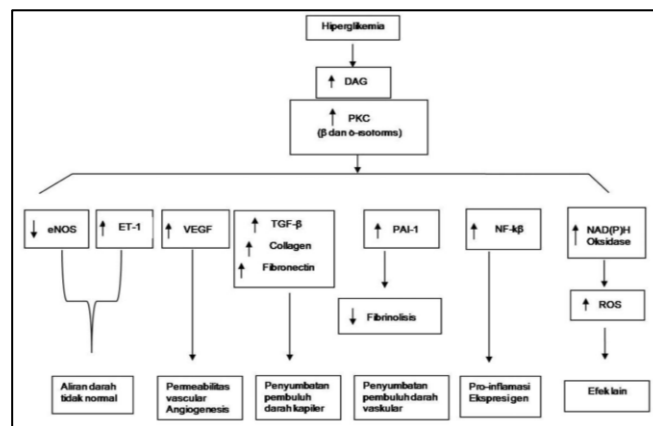 Hiperglikemia
↑ DAG
↑ PKC
(β dan δ-isotorms)
↓ eNOS
↑ ET-1
↑ VEGF
↑ TGF-β
↑ Collagen
↑ Fibronectin
↑ PAI-1
↑ NF-kβ
↑ NAD(P)H
Oksidase
↓ Fibrinolisis
↑ ROS
Aliran darah
tidak normal
Permeabilitas
vascular
Angiogenesis
Penyumbatan
pembuluh
darah kapiler
Penyumbatan
pembuluh darah
vaskular
Pro-inflamasi
Ekspresi gen
Efek lain